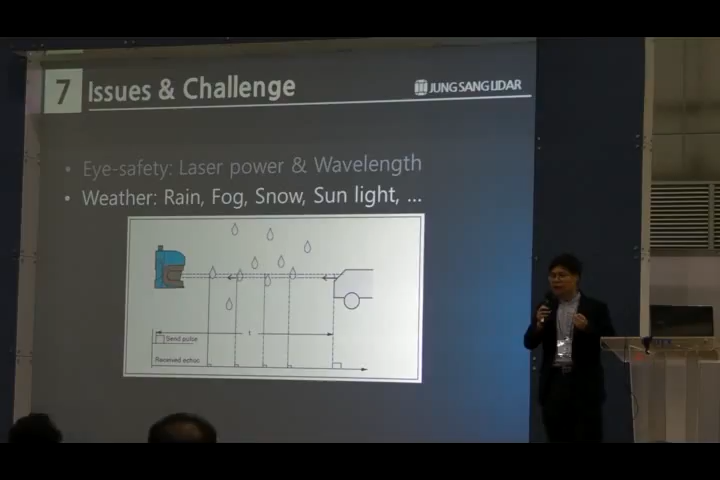 7 Issues & Challenge
JUNG SANG LIDAR
• Eye-safety: Laser power & Wavelength
• Weather: Rain, Fog, Snow, Sun light, ...
t
Send pulse
Received echos